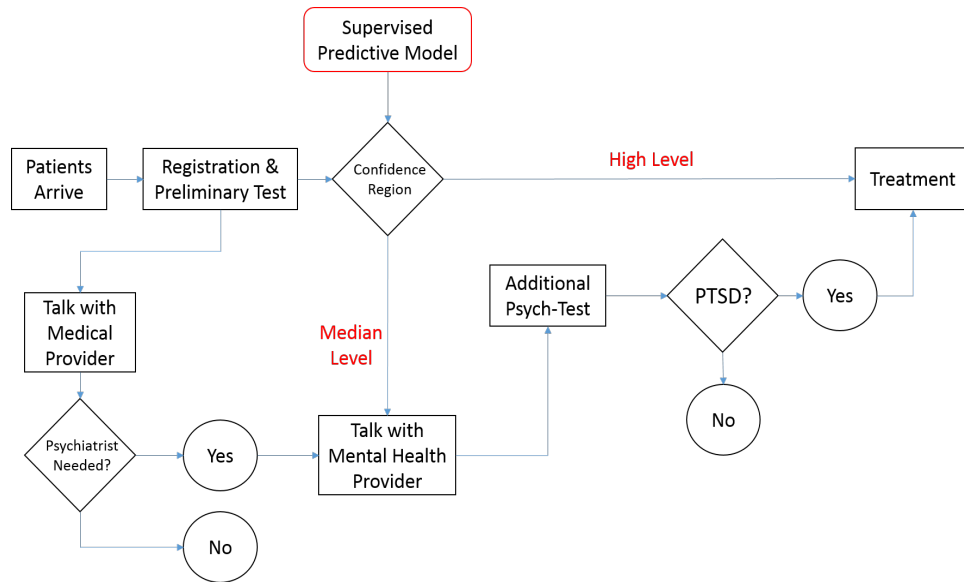 Supervised
Predictive Model
Patients
Arrive
Registration &
Preliminary Test
Confidence
Region
High Level
Treatment
Talk with
Medical
Provider
Median
Level
Additional
Psych-Test
PTSD?
Yes
No
Psychiatrist
Needed?
Yes
Talk with
Mental Health
Provider
No